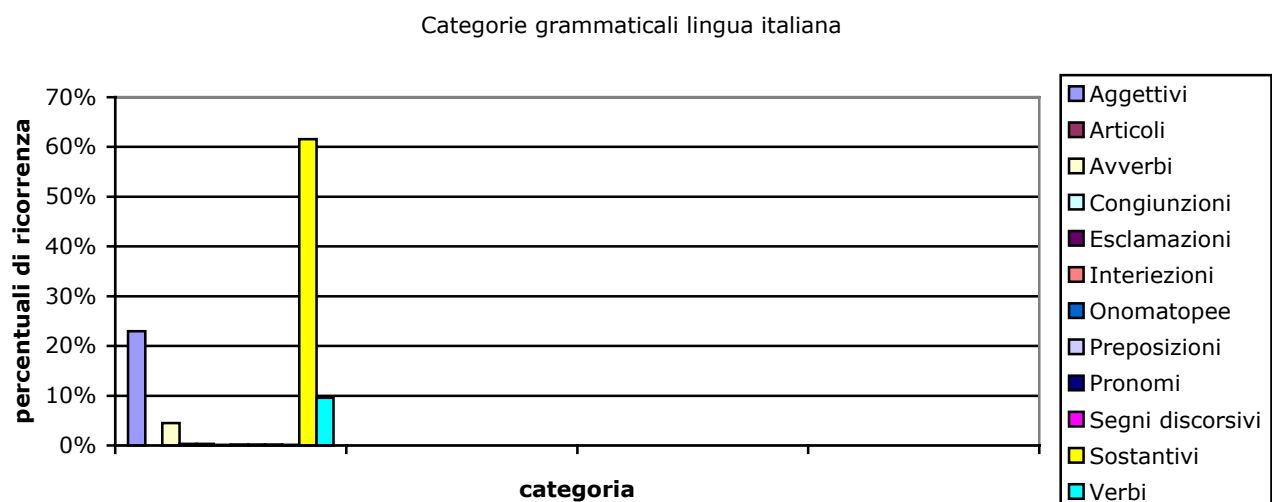 Categorie grammaticali lingua italiana
70%
60%
50%
40%
30%
20%
10%
0%
percentuali di ricorrenza
categoria
Aggettivi
Articoli
Avverbi
Congiunzioni
Esclamazioni
Interiezioni
Onomatopee
Preposizioni
Pronomi
Segni discorsivi
Sostantivi
Verbi